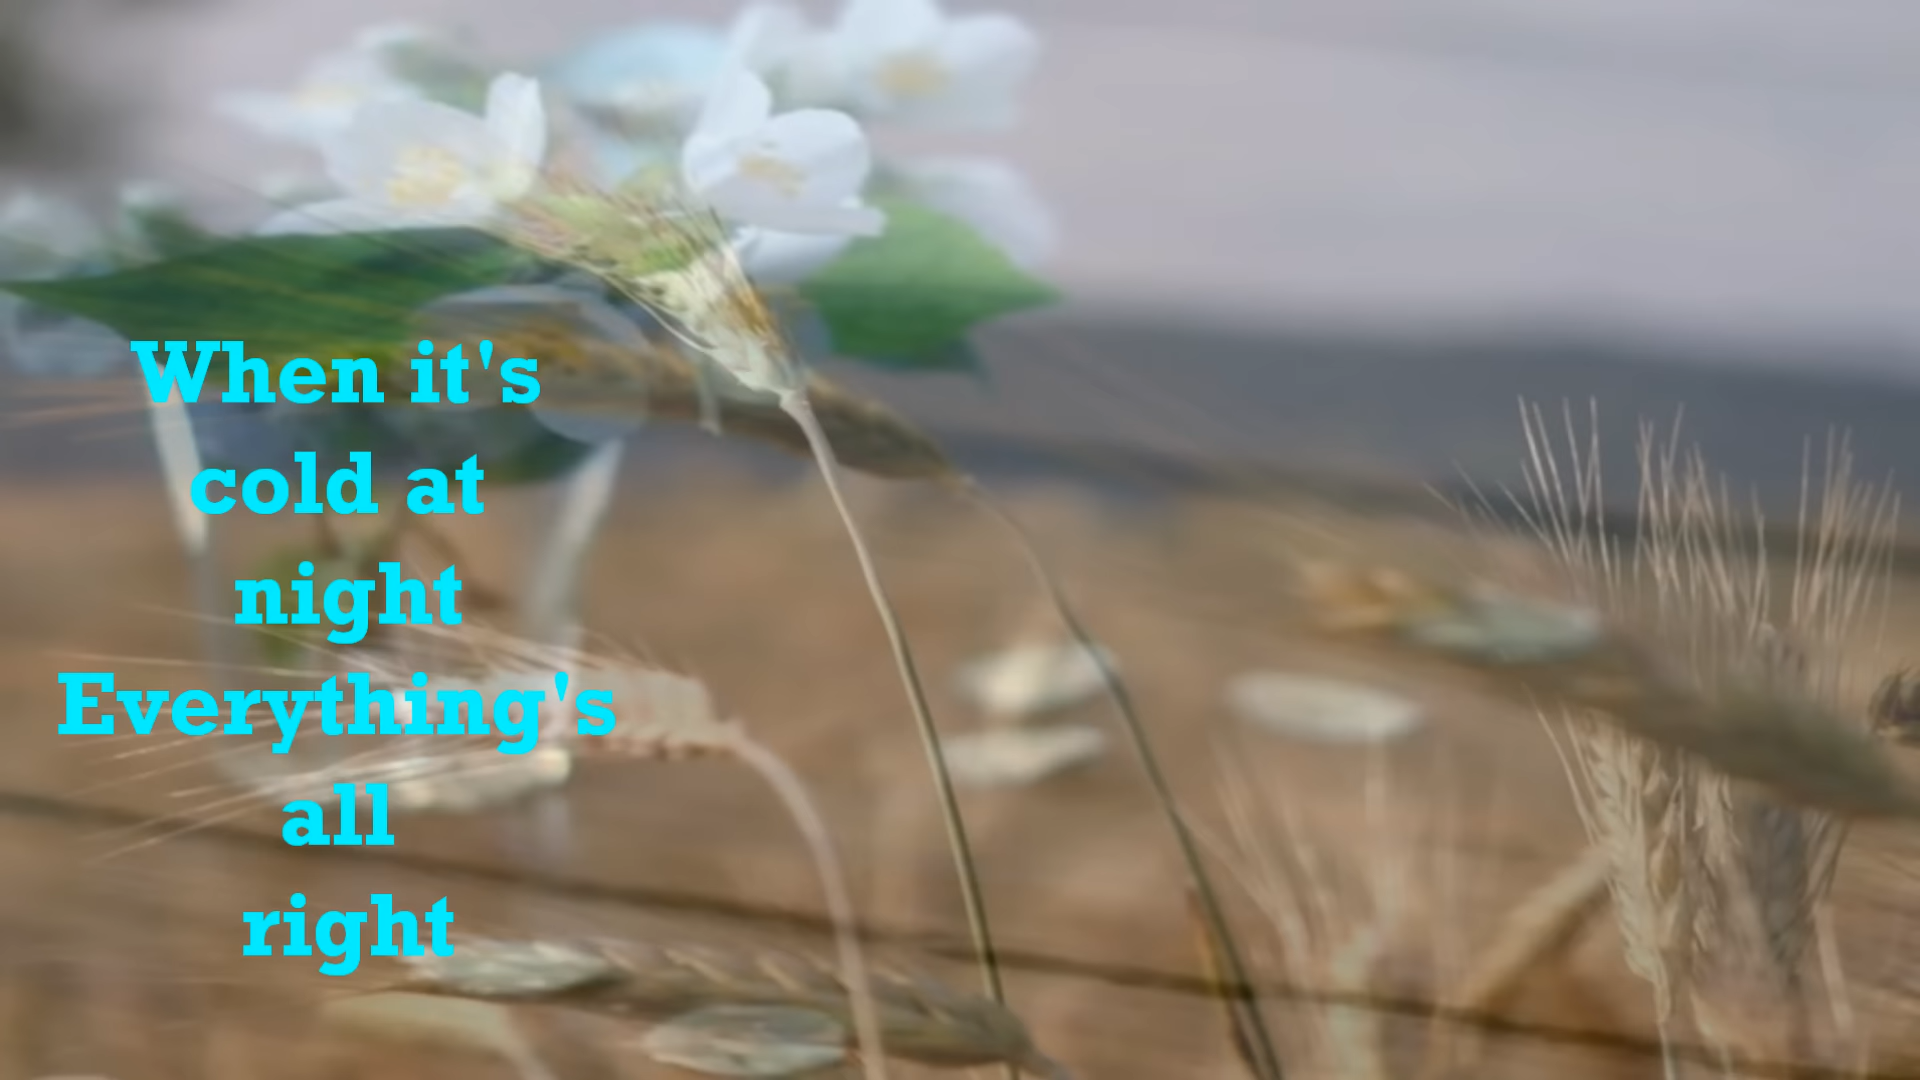 When it's
cold at
night
Everything's
all
right